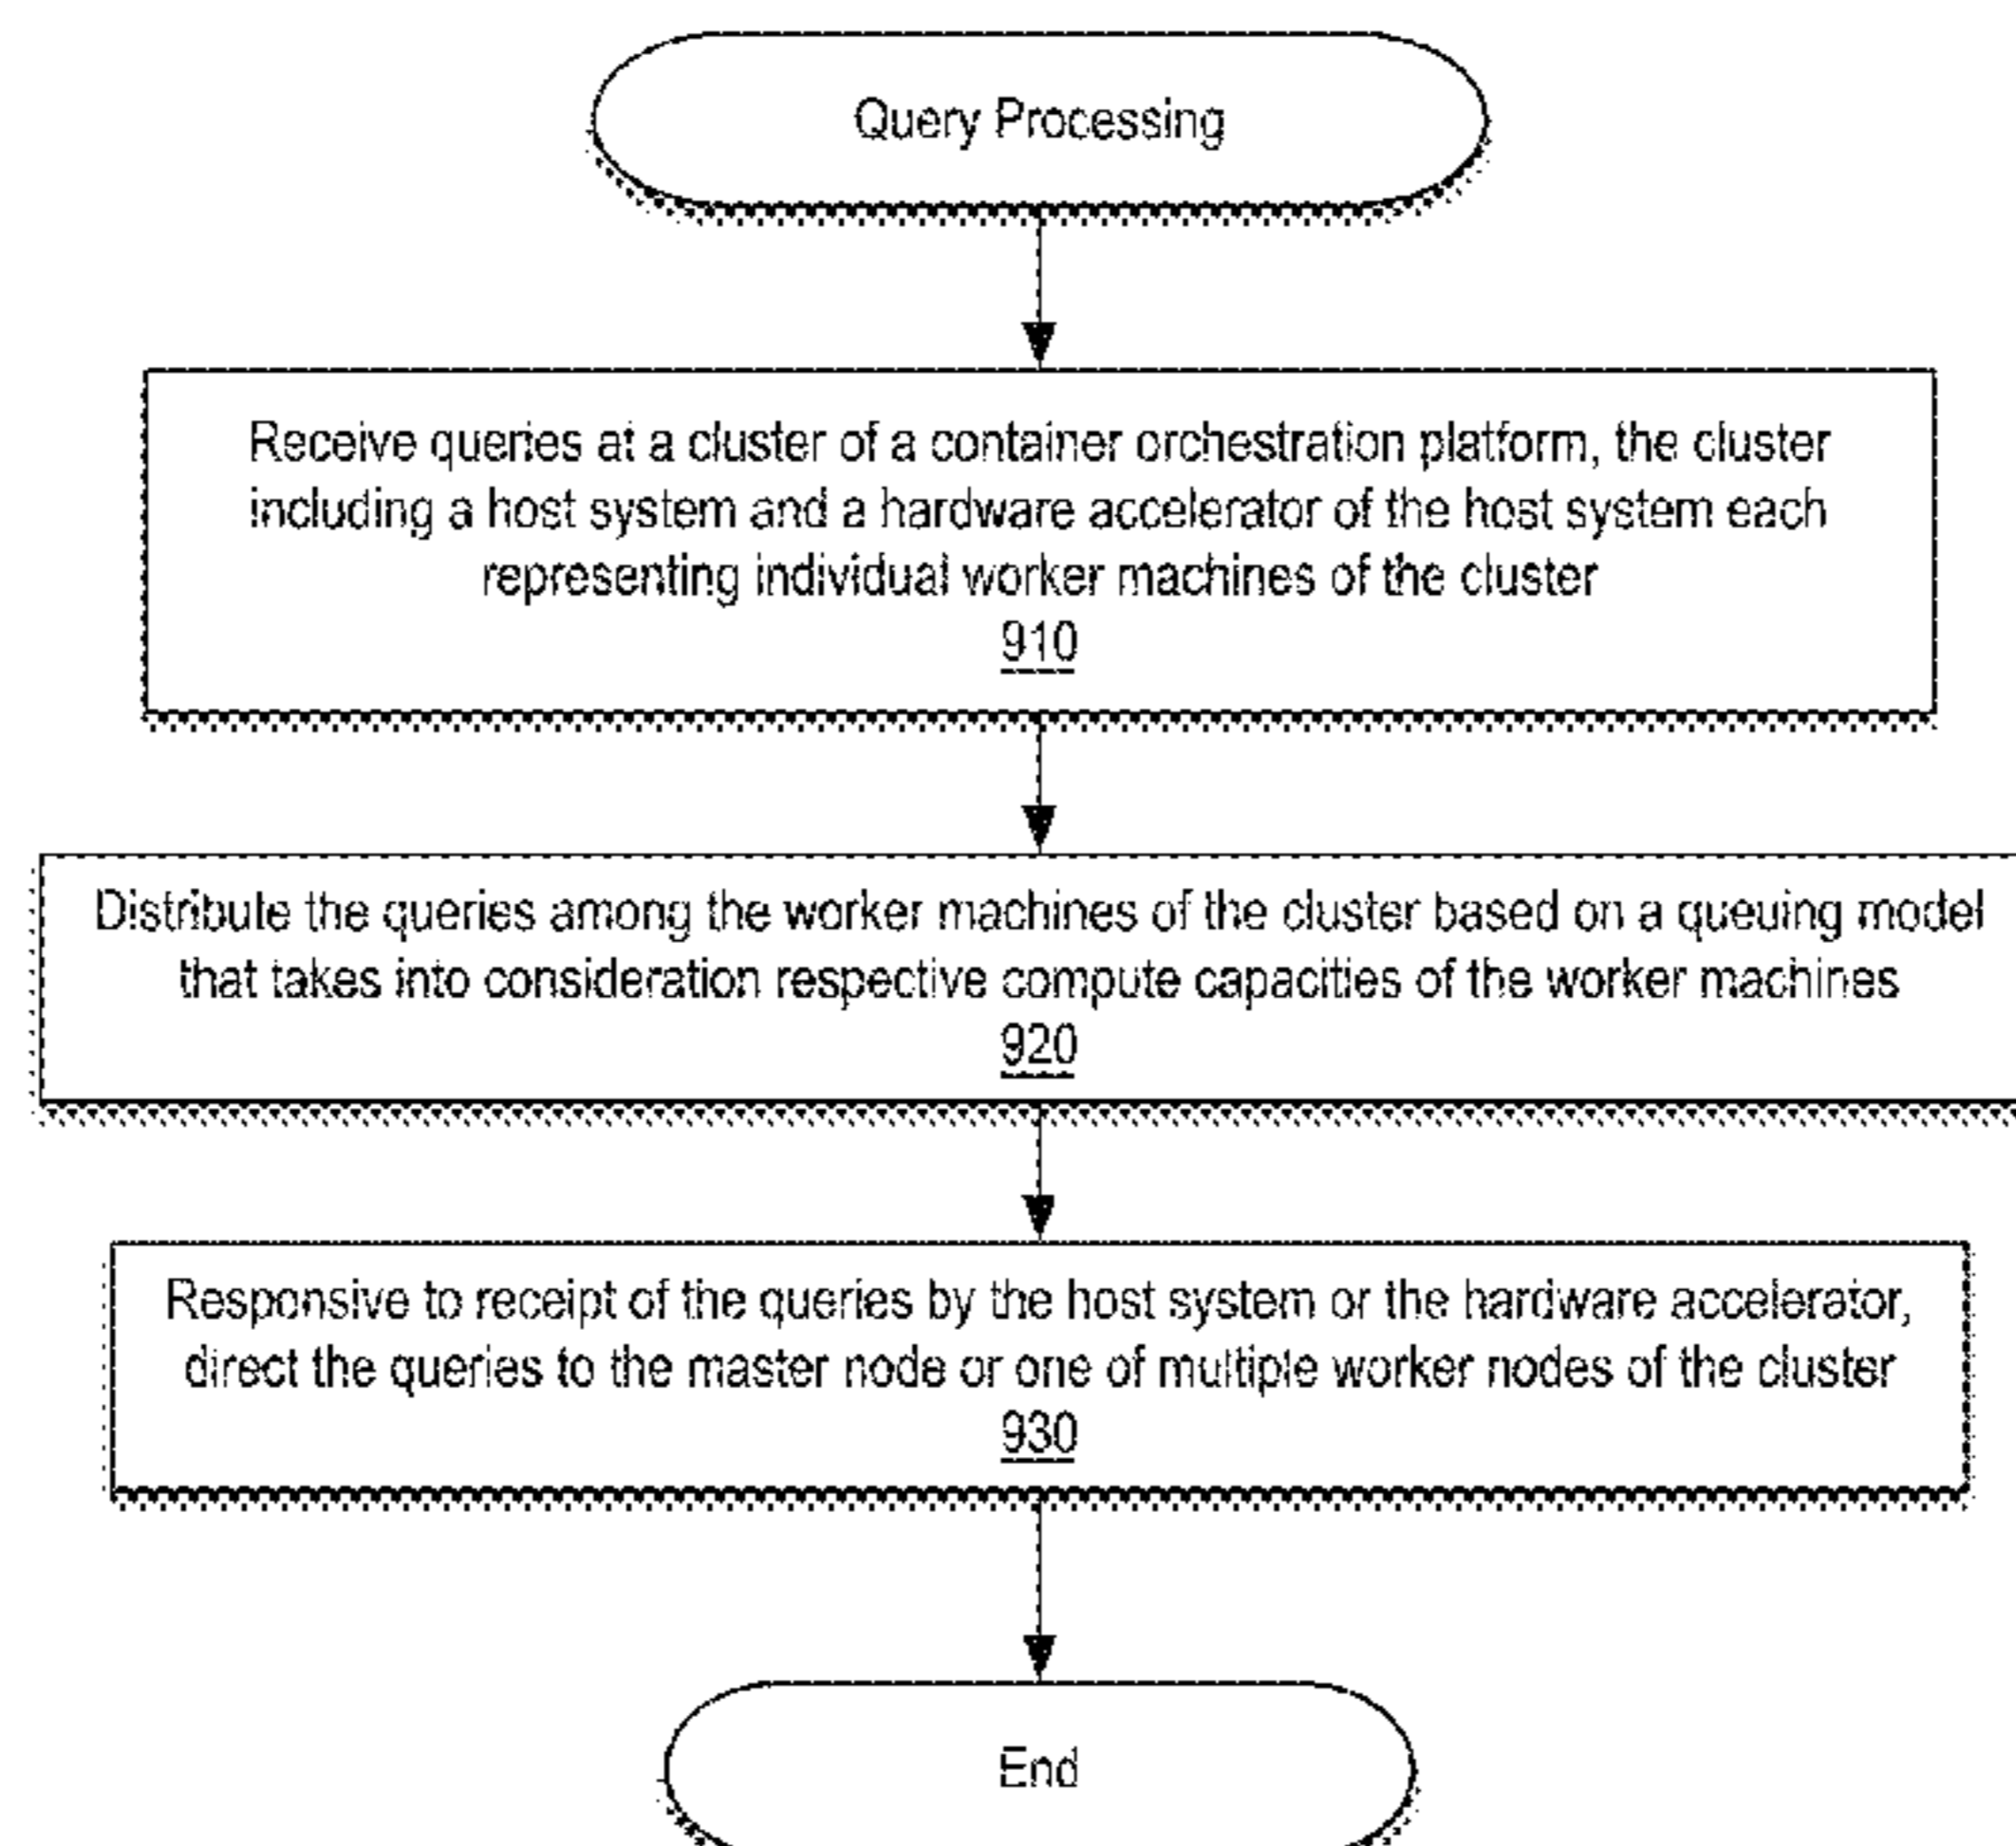 Query Processing
Receive queries at a cluster of a container orchestration platform, the cluster
including a host system and a hardware accelerator of the host system each
representing individual worker machines of the cluster
910
Distribute the queries among the worker machines of the cluster based on a queuing model
that takes into consideration respective compute capacities of the worker machines
920
Responsive to receipt of the queries by the host system or the hardware accelerator,
direct the queries to the master node or one of multiple worker nodes of the cluster
930
End